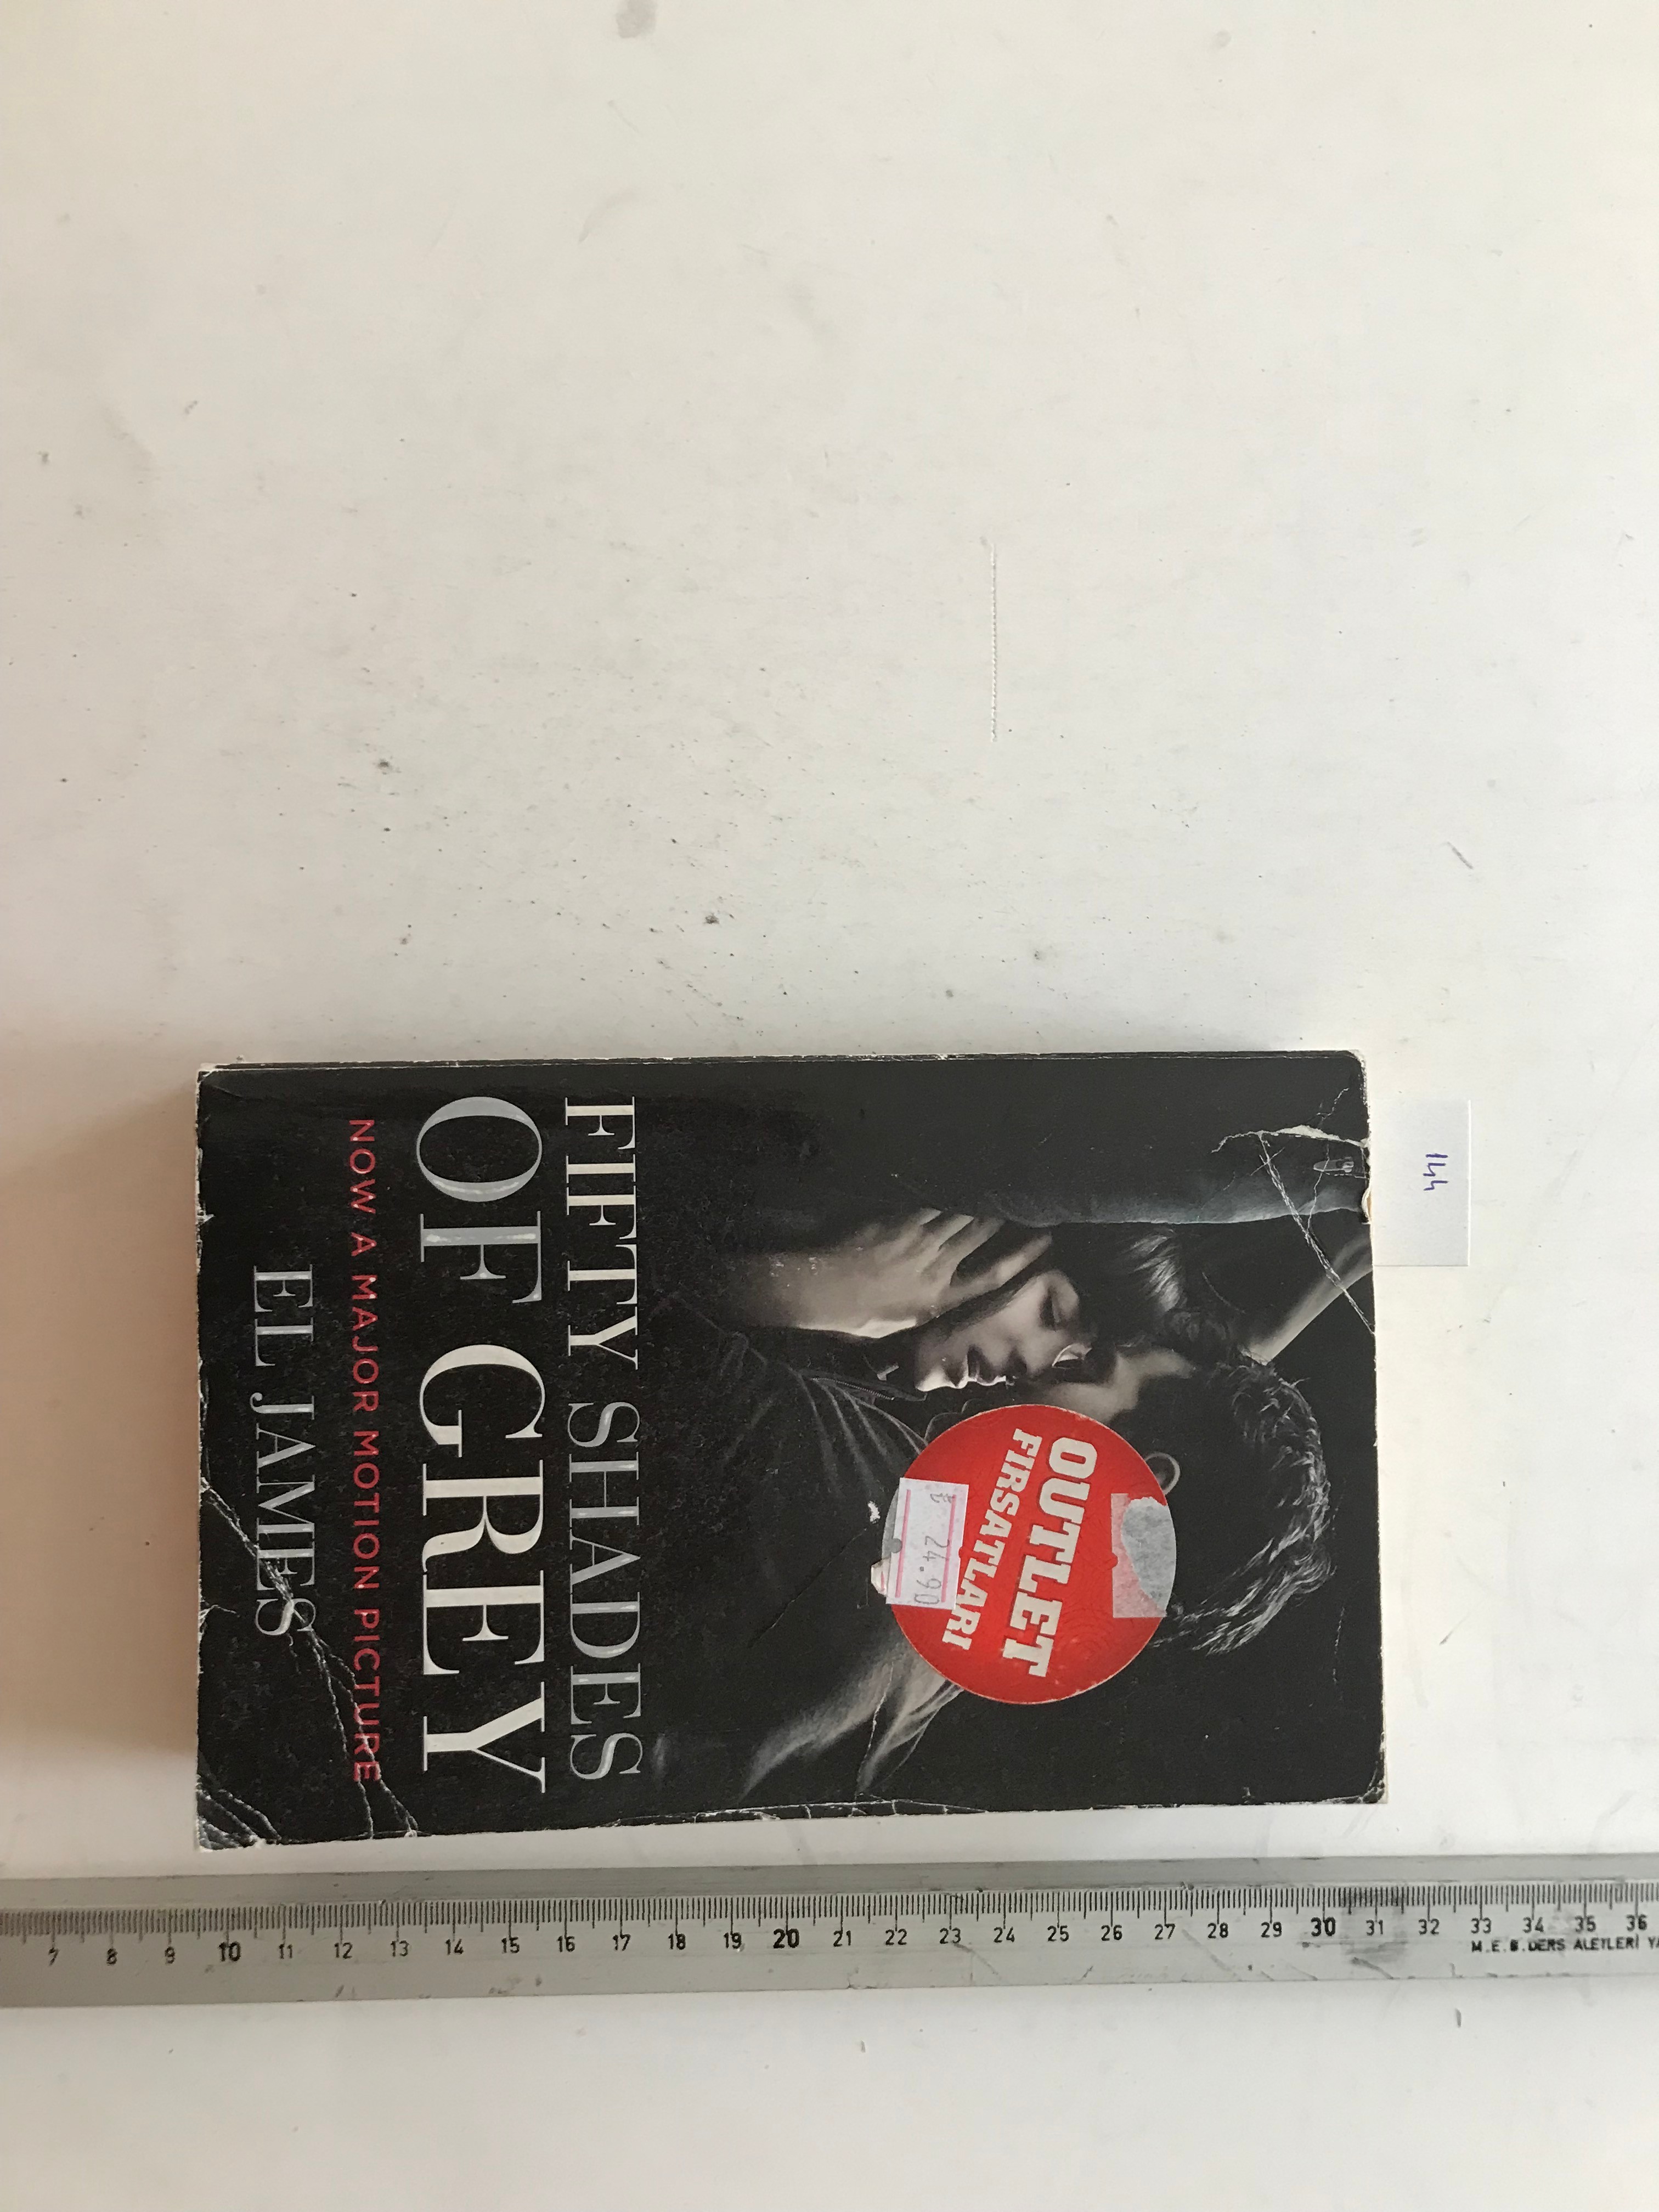 144
OUTLET
FIRSATLARI
₺ 24.90
FIFTY SHADES
OF GREY
NOW A MAJOR MOTION PICTURE
EL JAMES
7 8 9 10 11 12 13 14 15 16 17 18 19 20 21 22 23 24 25 26 27 28 29 30 31 32 33 34 35 36
M.E.B.DERS ALETLERİ YA